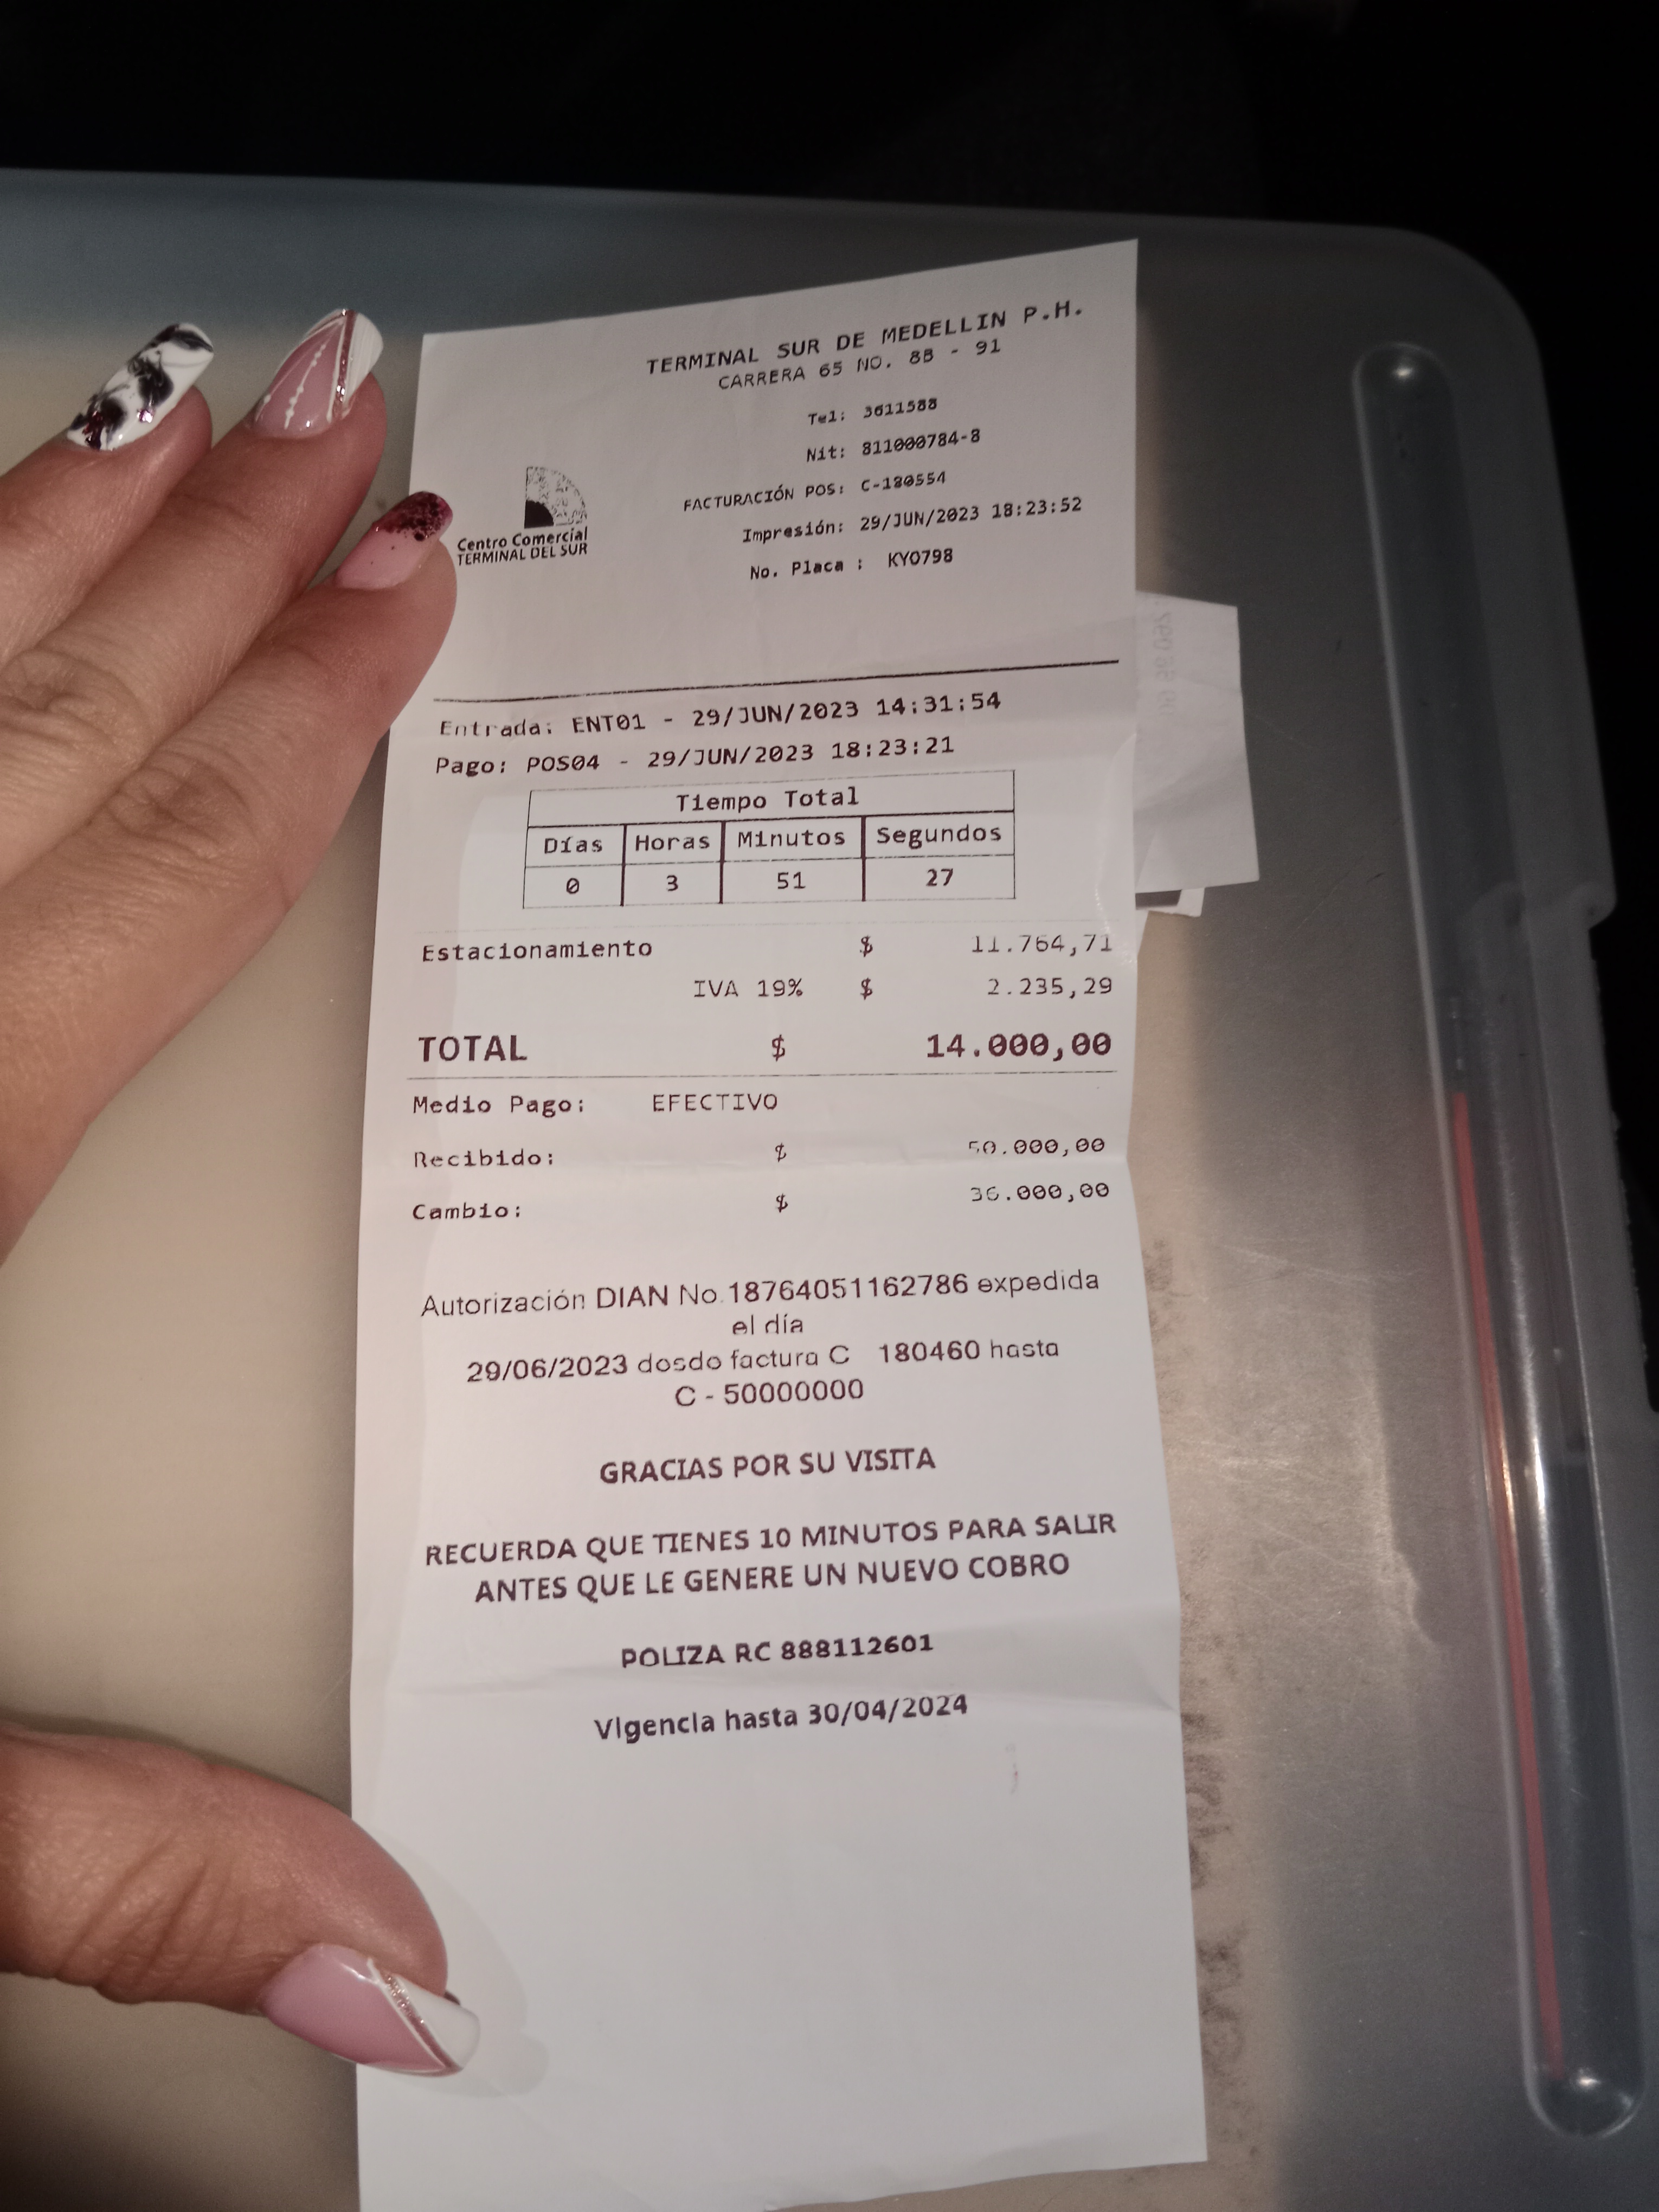 TERMINAL SUR DE MEDELLIN P.H.
CARRERA 65 NO. 8B - 91
Tel: 3611588
Nit: 811000784-8
FACTURACIÓN POS: C-180554
Impresión: 29/JUN/2023 18:23:52
No. Placa : KYO798
Centro Comercial
TERMINAL DEL SUR
Entrada: ENT01 - 29/JUN/2023 14:31:54
Pago: POS04 - 29/JUN/2023 18:23:21
Tiempo Total
Días Horas Minutos Segundos
0 3 51 27
Estacionamiento $ 11.764,71
IVA 19% $ 2.235,29
TOTAL $ 14.000,00
Medio Pago: EFECTIVO
Recibido: $ 50.000,00
Cambio: $ 36.000,00
Autorización DIAN No.18764051162786 expedida
el día
29/06/2023 desde factura C 180460 hasta
C - 50000000
GRACIAS POR SU VISITA
RECUERDA QUE TIENES 10 MINUTOS PARA SALIR
ANTES QUE LE GENERE UN NUEVO COBRO
POLIZA RC 888112601
Vigencia hasta 30/04/2024